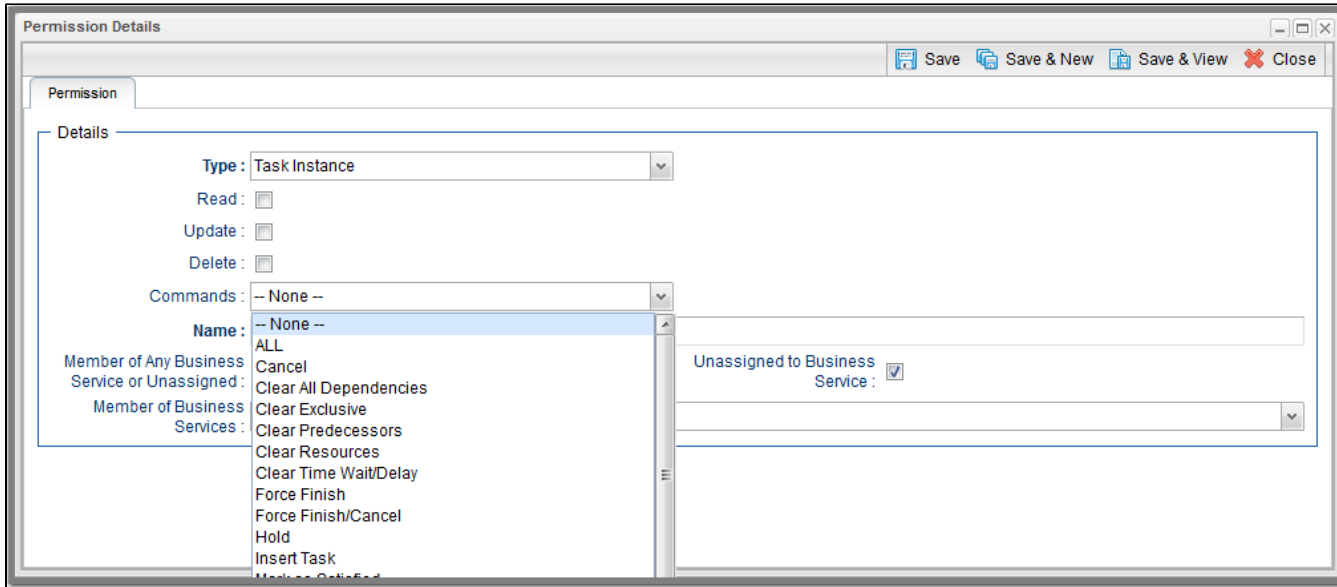 Permission Details
Save Save & New Save & View Close
Permission
Details
Type : Task Instance
Read :
Update :
Delete :
Commands : -- None --
Name :
-- None --
ALL
Member of Any Business Service or Unassigned :
Cancel
Unassigned to Business Service :
Clear All Dependencies
Member of Business Services :
Clear Exclusive
Clear Predecessors
Clear Resources
Clear Time Wait/Delay
Force Finish
Force Finish/Cancel
Hold
Insert Task
Mark as Satisfied